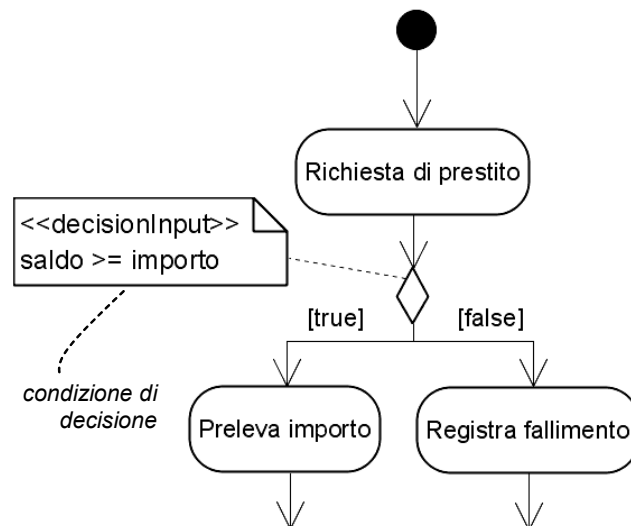 Richiesta di prestito
<<decisionInput>>
saldo >= importo
[true]
[false]
condizione di
decisione
Preleva importo
Registra fallimento